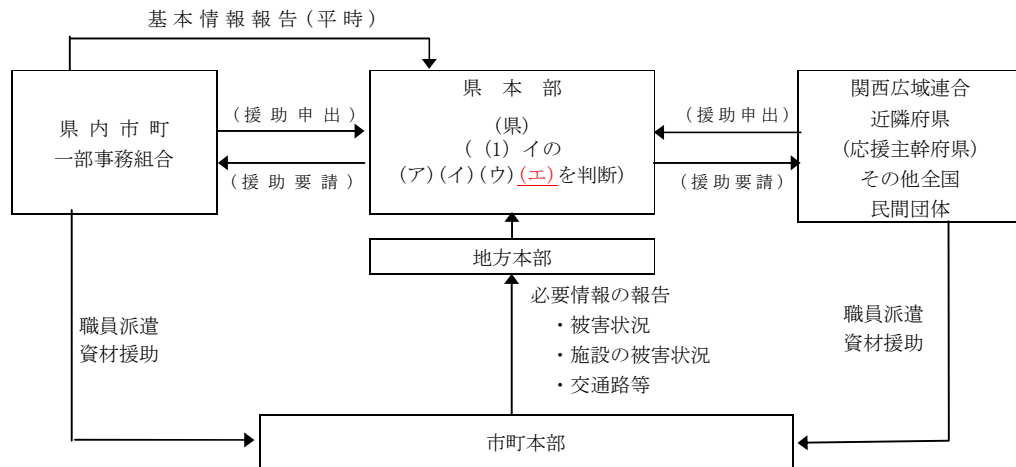 基本情報報告(平時)
県内市町
一部事務組合
(援助申出)
(援助要請)
県本部
(県)
( (1) イの
(ア)(イ)(ウ)(エ)を判断)
(援助申出)
(援助要請)
関西広域連合
近隣府県
(応援主幹府県)
その他全国
民間団体
地方本部
職員派遣
資材援助
必要情報の報告
・被害状況
・施設の被害状況
・交通路等
職員派遣
資材援助
市町本部